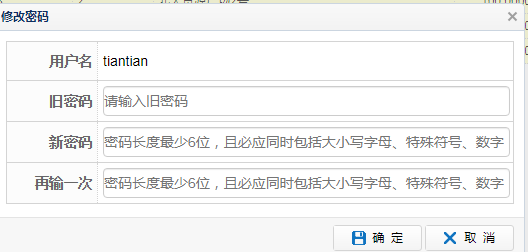 修改密码
用户名 tiantian
旧密码 请输入旧密码
新密码 密码长度最少6位，且必应同时包括大小写字母、特殊符号、数字
再输一次 密码长度最少6位，且必应同时包括大小写字母、特殊符号、数字
确 定 取 消